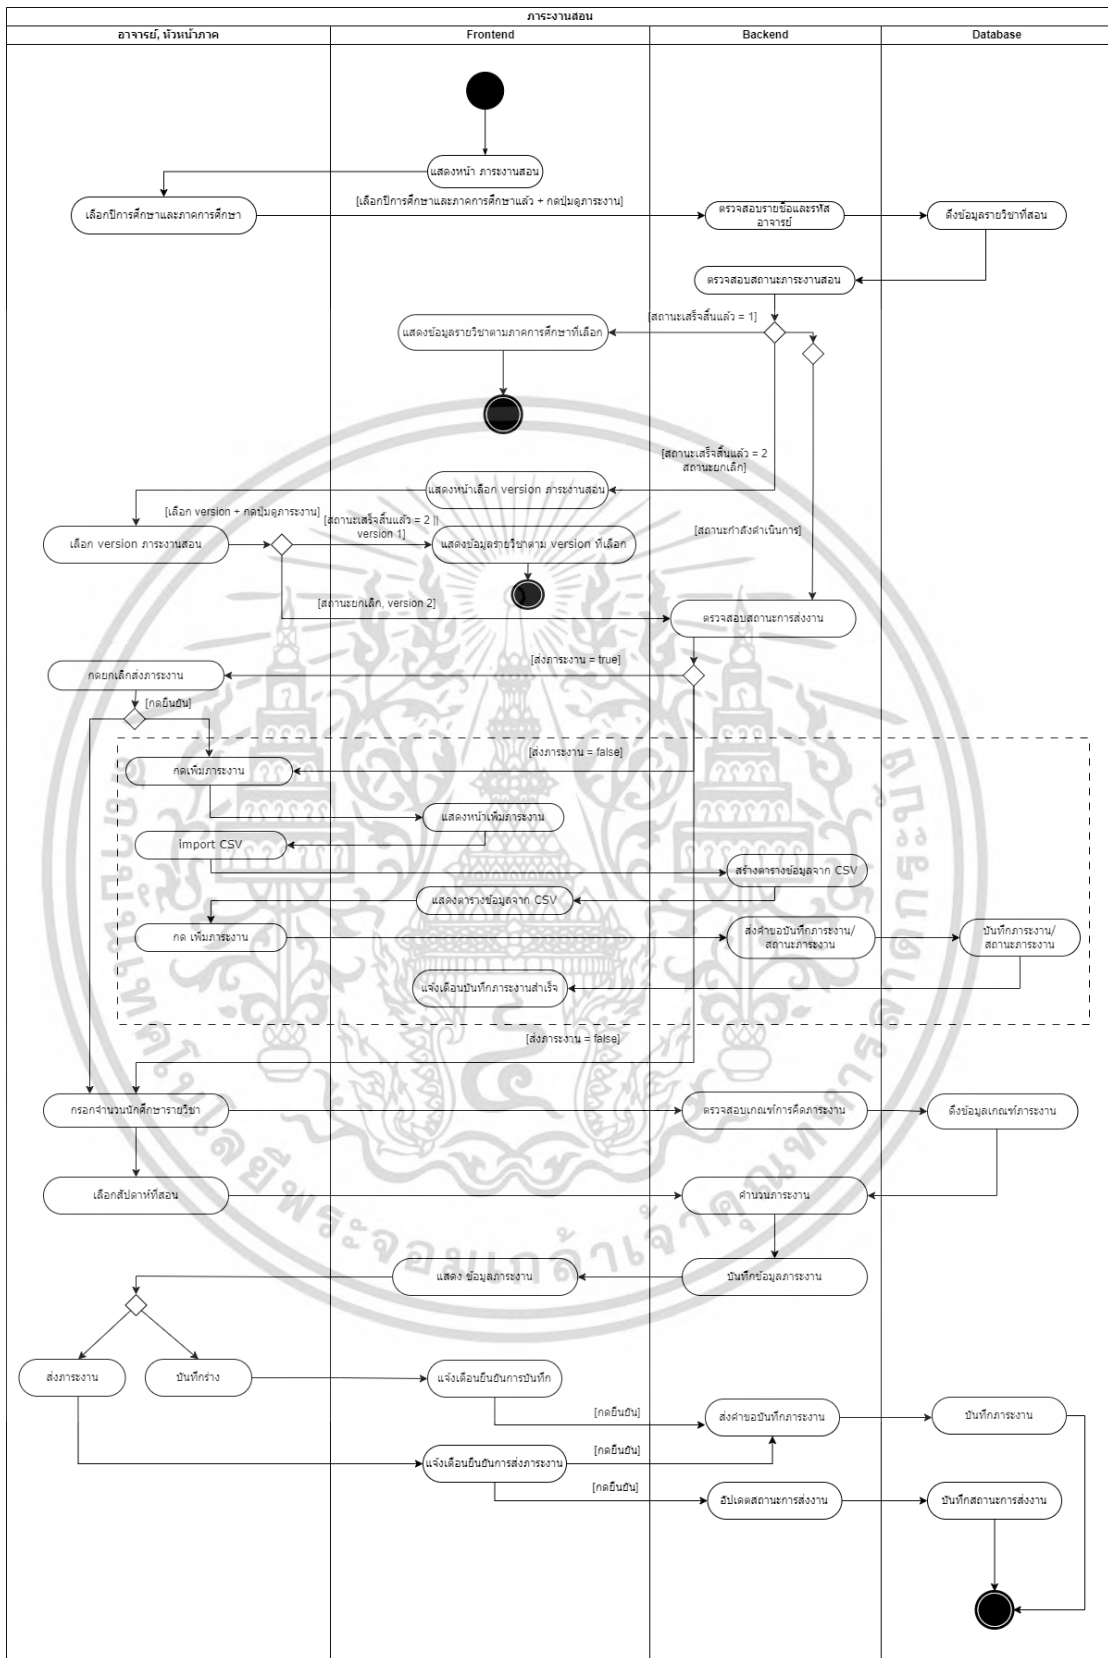 ภาระงานสอน
อาจารย์, หัวหน้าภาค
Frontend
Backend
Database
แสดงหน้า ภาระงานสอน
[เลือกปีการศึกษาและภาคการศึกษาแล้ว + กดปุ่มดูภาระงาน]
เลือกปีการศึกษาและภาคการศึกษา
ตรวจสอบรายชื่อและรหัส
อาจารย์
ดึงข้อมูลรายวิชาที่สอน
ตรวจสอบสถานะภาระงานสอน
[สถานะเสร็จสิ้นแล้ว = 1]
แสดงข้อมูลรายวิชาตามภาคการศึกษาที่เลือก
[สถานะเสร็จสิ้นแล้ว = 2
สถานะยกเลิก]
แสดงหน้าเลือก version ภาระงานสอน
[เลือก version + กดปุ่มดูภาระงาน]
[สถานะเสร็จสิ้นแล้ว = 2 ||
version 1]
[สถานะกำลังดำเนินการ]
เลือก version ภาระงานสอน
แสดงข้อมูลรายวิชาตาม version ที่เลือก
[สถานะยกเลิก, version 2]
ตรวจสอบสถานะการส่งงาน
[ส่งภาระงาน = true]
กดยกเลิกส่งภาระงาน
[กดยืนยัน]
[ส่งภาระงาน = false]
กดเพิ่มภาระงาน
แสดงหน้าเพิ่มภาระงาน
import CSV
สร้างตารางข้อมูลจาก CSV
แสดงตารางข้อมูลจาก CSV
กด เพิ่มภาระงาน
ส่งคำขอบันทึกภาระงาน/
สถานะภาระงาน
บันทึกภาระงาน/
สถานะภาระงาน
แจ้งเตือนบันทึกภาระงานสำเร็จ
[ส่งภาระงาน = false]
กรอกจำนวนนักศึกษารายวิชา
ตรวจสอบเกณฑ์การคิดภาระงาน
ดึงข้อมูลเกณฑ์ภาระงาน
เลือกสัปดาห์ที่สอน
คำนวนภาระงาน
แสดง ข้อมูลภาระงาน
บันทึกข้อมูลภาระงาน
ส่งภาระงาน
บันทึกร่าง
แจ้งเตือนยืนยันการบันทึก
[กดยืนยัน]
ส่งคำขอบันทึกภาระงาน
บันทึกภาระงาน
[กดยืนยัน]
แจ้งเตือนยืนยันการส่งภาระงาน
[กดยืนยัน]
อัปเดตสถานะการส่งงาน
บันทึกสถานะการส่งงาน
สถาบันเทคโนโลยีพระจอมเกล้าเจ้าคุณทหารลาดกระบัง